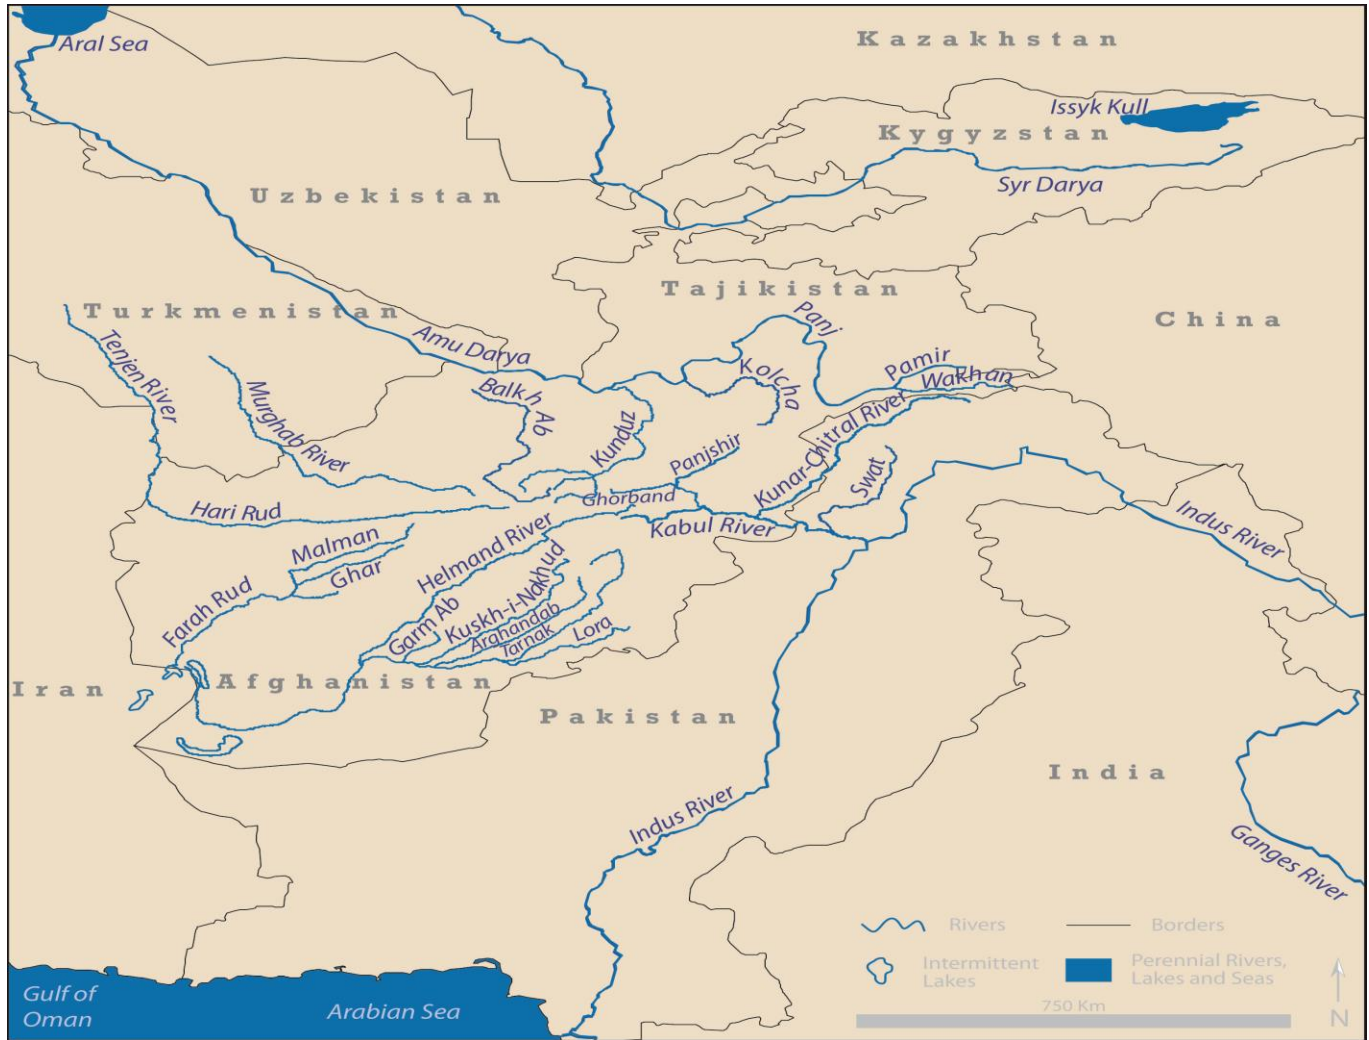 Aral Sea
Kazakhstan
Issyk Kull
Kygyzstan
Syr Darya
Uzbekistan
Tajikistan
Turkmenistan
China
Panj
Amu Darya
Tenjen River
Murghab River
Balkh Ab
Kolcha
Pamir
Wakhan
Kunduz
Panjshir
Kunar-Chitral River
Swat
Ghorband
Hari Rud
Kabul River
Indus River
Malman
Ghar
Helmand River
Farah Rud
Garm Ab
Kuskh-i-Nakhud
Arghandab
Tarnak
Lora
Iran
Afghanistan
Pakistan
India
Indus River
Ganges River
Rivers
Borders
Intermittent
Lakes
Perennial Rivers,
Lakes and Seas
750 Km
N
Gulf of
Oman
Arabian Sea